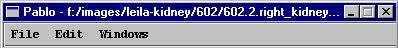 Pablo - f:/images/leila-kidney/602/602.2.right_kidney...
File Edit Windows